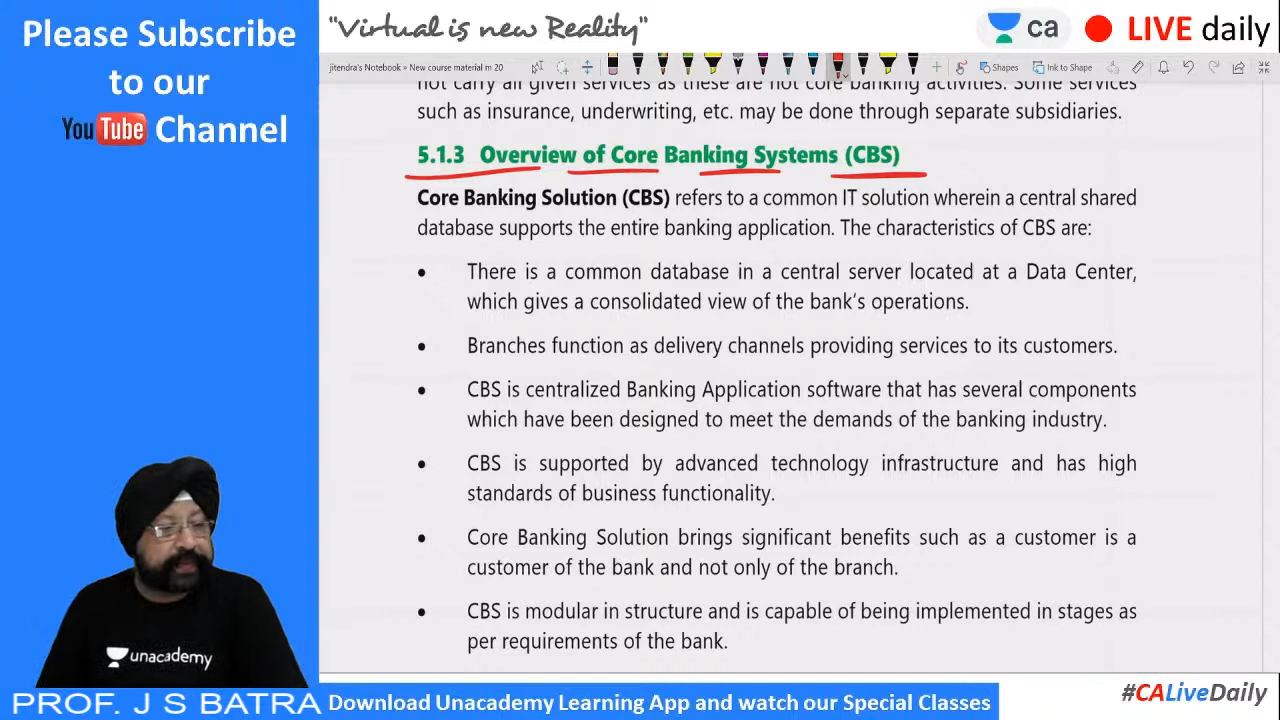 Please Subscribe
to our
YouTube Channel
"Virtual is new Reality"
ca LIVE daily
jitendra's Notebook » New course material m 20
Shapes Ink to Shape
not carry all given services as these are not core banking activities. Some services
such as insurance, underwriting, etc. may be done through separate subsidiaries.
5.1.3 Overview of Core Banking Systems (CBS)
Core Banking Solution (CBS) refers to a common IT solution wherein a central shared
database supports the entire banking application. The characteristics of CBS are:
• There is a common database in a central server located at a Data Center,
which gives a consolidated view of the bank's operations.
• Branches function as delivery channels providing services to its customers.
• CBS is centralized Banking Application software that has several components
which have been designed to meet the demands of the banking industry.
• CBS is supported by advanced technology infrastructure and has high
standards of business functionality.
• Core Banking Solution brings significant benefits such as a customer is a
customer of the bank and not only of the branch.
• CBS is modular in structure and is capable of being implemented in stages as
per requirements of the bank.
unacademy
PROF. J S BATRA Download Unacademy Learning App and watch our Special Classes
#CALiveDaily